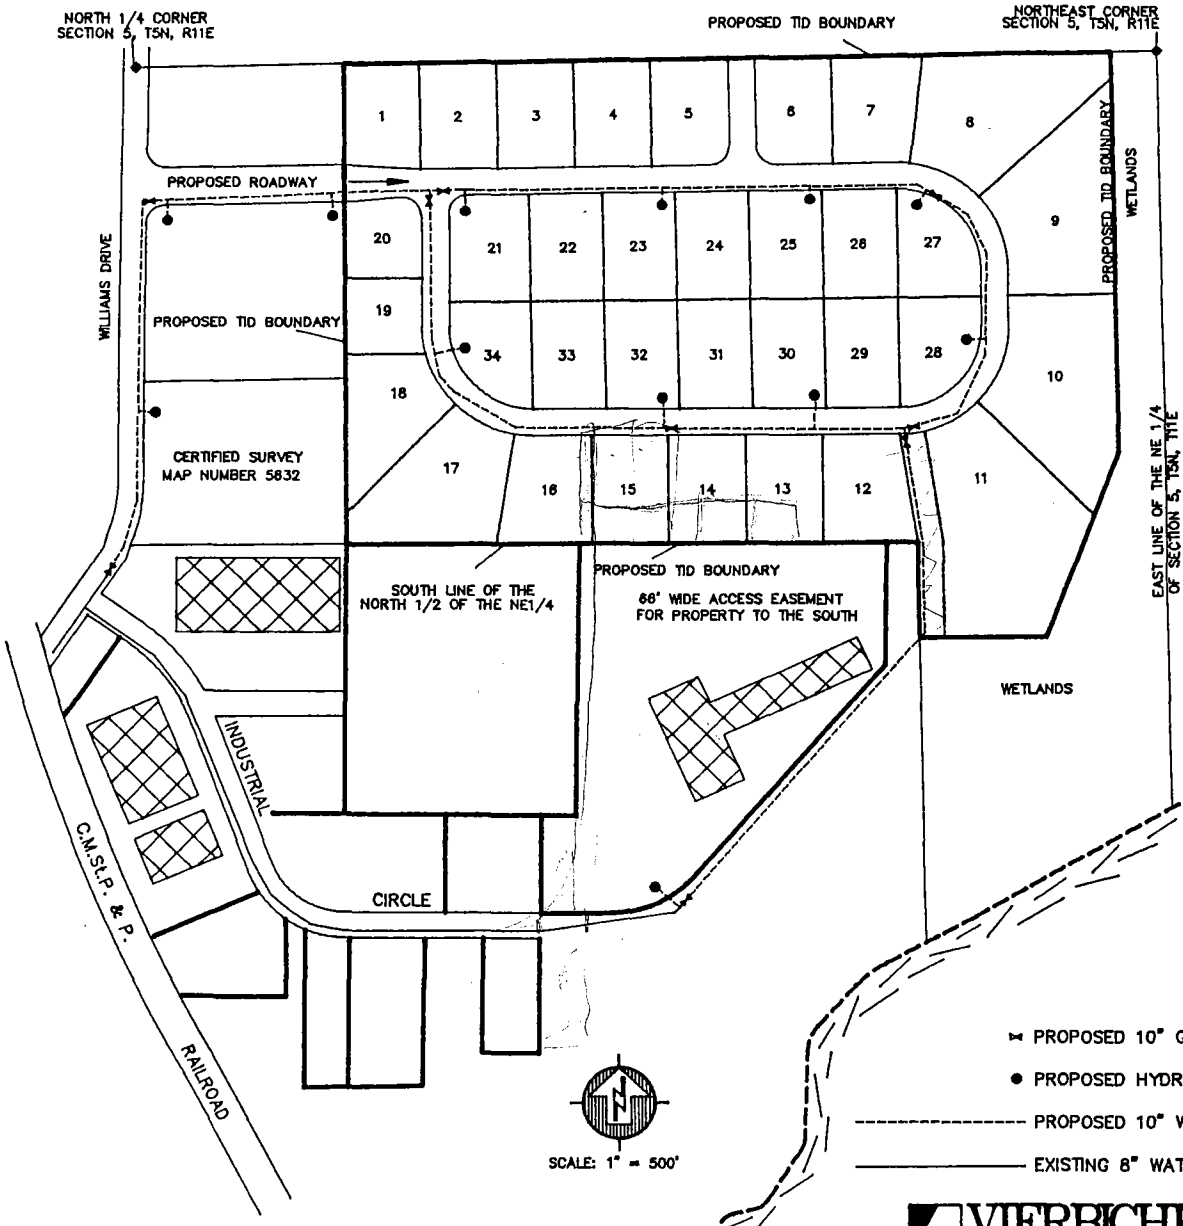 NORTH 1/4 CORNER
SECTION 5, T5N, R11E
PROPOSED TID BOUNDARY
NORTHEAST CORNER
SECTION 5, T5N, R11E
1
2
3
4
5
6
7
8
PROPOSED TID BOUNDARY
WETLANDS
PROPOSED ROADWAY
9
20
21
22
23
24
25
26
27
WILLIAMS DRIVE
PROPOSED TID BOUNDARY
19
34
33
32
31
30
29
28
10
18
CERTIFIED SURVEY
MAP NUMBER 5832
17
16
15
14
13
12
11
EAST LINE OF THE NE 1/4
OF SECTION 5, T5N, T11E
SOUTH LINE OF THE
NORTH 1/2 OF THE NE1/4
PROPOSED TID BOUNDARY
66' WIDE ACCESS EASEMENT
FOR PROPERTY TO THE SOUTH
WETLANDS
INDUSTRIAL
CIRCLE
C.M.St.P. & P.
RAILROAD
SCALE: 1" = 500'
PROPOSED 10" G
PROPOSED HYDR
PROPOSED 10" W
EXISTING 8" WAT